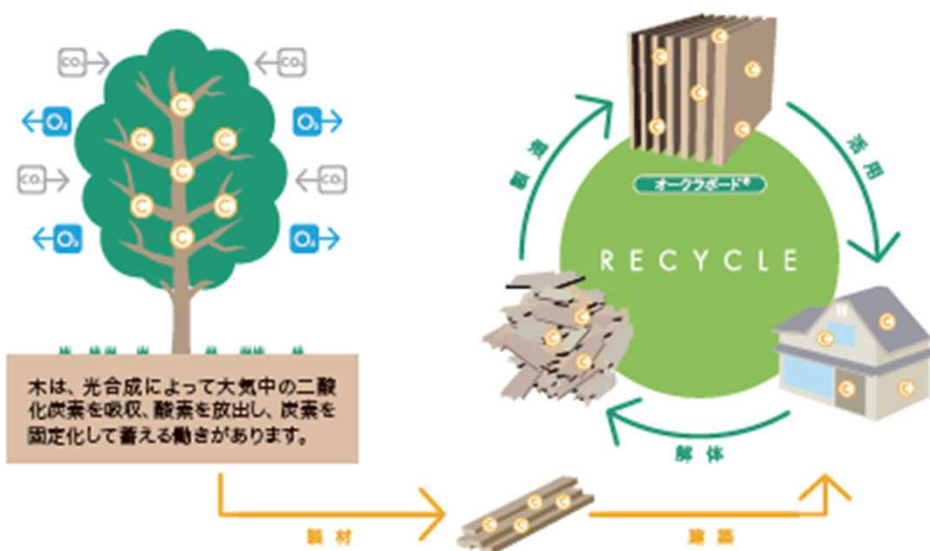 CO₂
CO₂
O₂
O₂
CO₂
CO₂
O₂
O₂
C
C
C
C
C
C
C
木は、光合成によって大気中の二酸
化炭素を吸収、酸素を放出し、炭素を
固定化して蓄える働きがあります。
製材
C
C
C
C
建築
C
C
C
C
C
オークラボード®
RECYCLE
活用
C
C
C
C
解体
C
C
C
製造